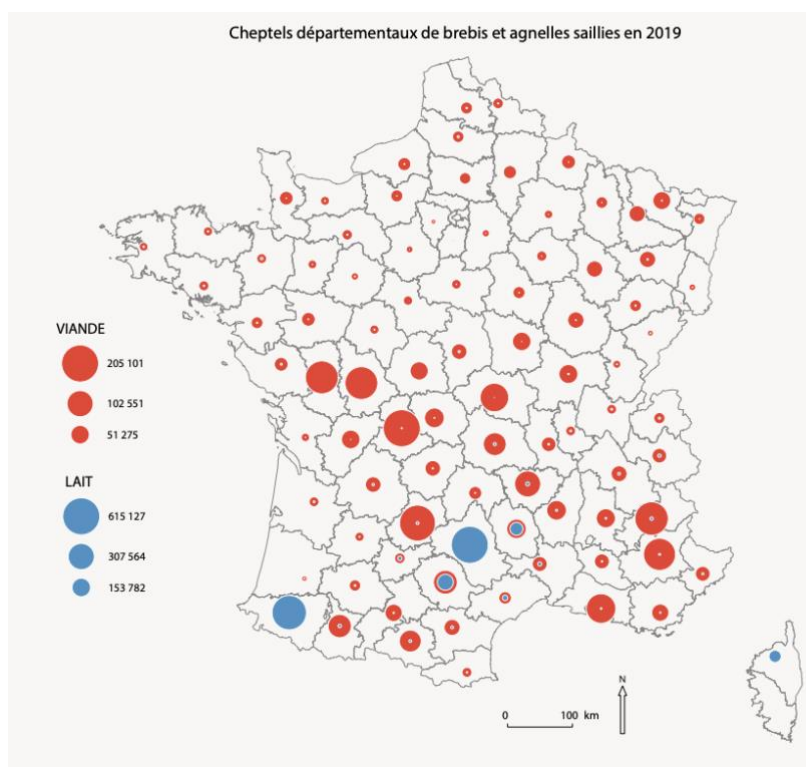 Cheptels départementaux de brebis et agnelles saillies en 2019
VIANDE
205 101
102 551
51 275
LAIT
615 127
307 564
153 782
N
0 100 km